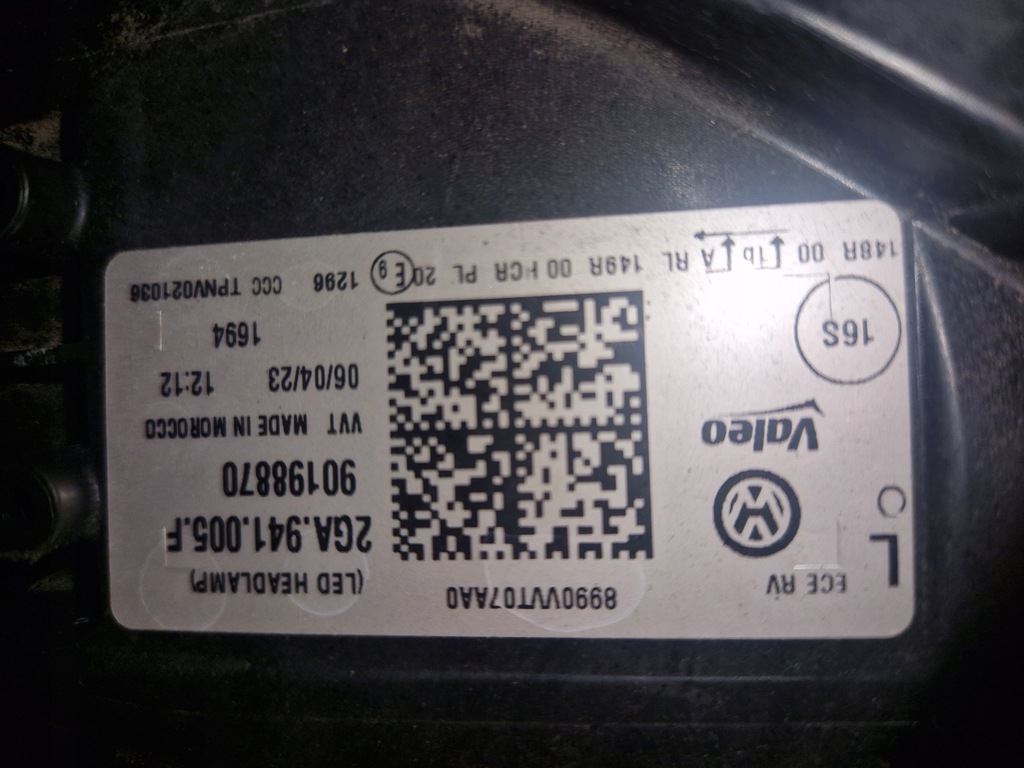 L
ECE RV
8990VVT07AA0
(LED HEADLAMP)
2GA.941.005.F
90198870
Valeo
VVT MADE IN MOROCCO
06/04/23 12:12
16S
1694
148R 00 1b A RL 149R 00 HCR PL 20 E9 1296 CCC TPNV021036